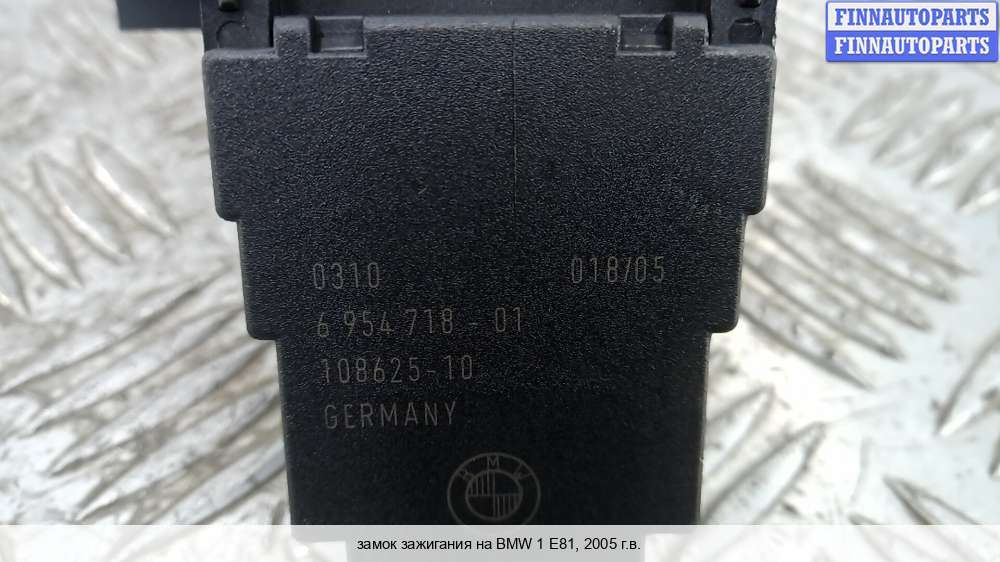 FINNAUTOPARTS
FINNAUTOPARTS
0310 018/05
6 954 718 - 01
108625-10
GERMANY
BMW
замок зажигания на BMW 1 E81, 2005 г.в.